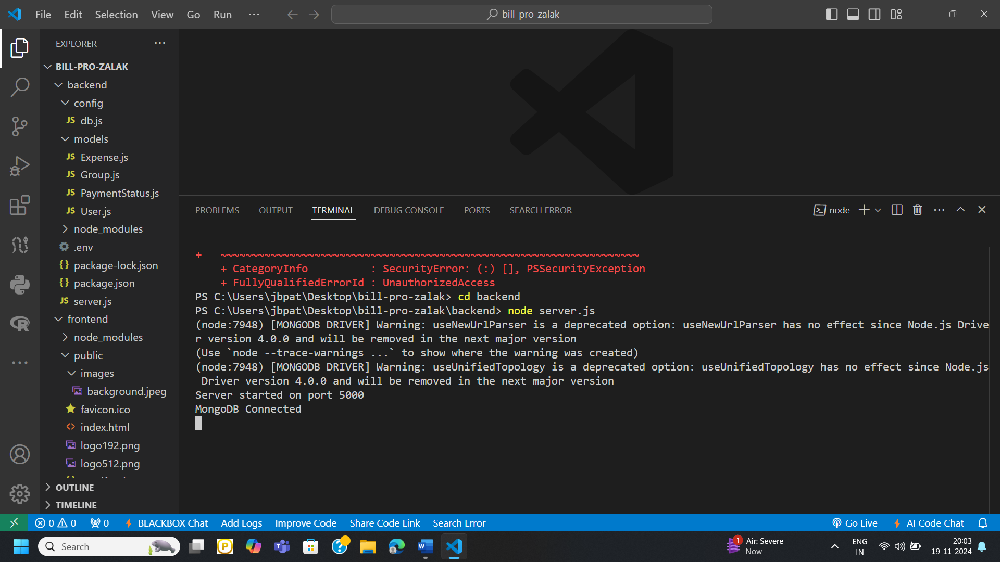 File Edit Selection View Go Run ···
bill-pro-zalak
EXPLORER ···
BILL-PRO-ZALAK
backend
config
JS db.js
models
JS Expense.js
JS Group.js
JS PaymentStatus.js
JS User.js
node_modules
.env
{} package-lock.json
{} package.json
JS server.js
frontend
node_modules
public
images
background.jpeg
favicon.ico
<> index.html
logo192.png
logo512.png
OUTLINE
TIMELINE
PROBLEMS OUTPUT TERMINAL DEBUG CONSOLE PORTS SEARCH ERROR
node
+ ~~~~~~~~~~~~~~~~~~~~~~~~~~~~~~~~~~~~~~~~~~~~~~~~~~~~~~~~~~~~~~~~~~~
+ CategoryInfo : SecurityError: (:) [], PSSecurityException
+ FullyQualifiedErrorId : UnauthorizedAccess
PS C:\Users\jbpat\Desktop\bill-pro-zalak> cd backend
PS C:\Users\jbpat\Desktop\bill-pro-zalak\backend> node server.js
(node:7948) [MONGODB DRIVER] Warning: useNewUrlParser is a deprecated option: useNewUrlParser has no effect since Node.js Drive
r version 4.0.0 and will be removed in the next major version
(Use `node --trace-warnings ...` to show where the warning was created)
(node:7948) [MONGODB DRIVER] Warning: useUnifiedTopology is a deprecated option: useUnifiedTopology has no effect since Node.js
Driver version 4.0.0 and will be removed in the next major version
Server started on port 5000
MongoDB Connected
0 0 0 BLACKBOX Chat Add Logs Improve Code Share Code Link Search Error Go Live AI Code Chat
Search
1
Air: Severe
Now
ENG
IN
20:03
19-11-2024